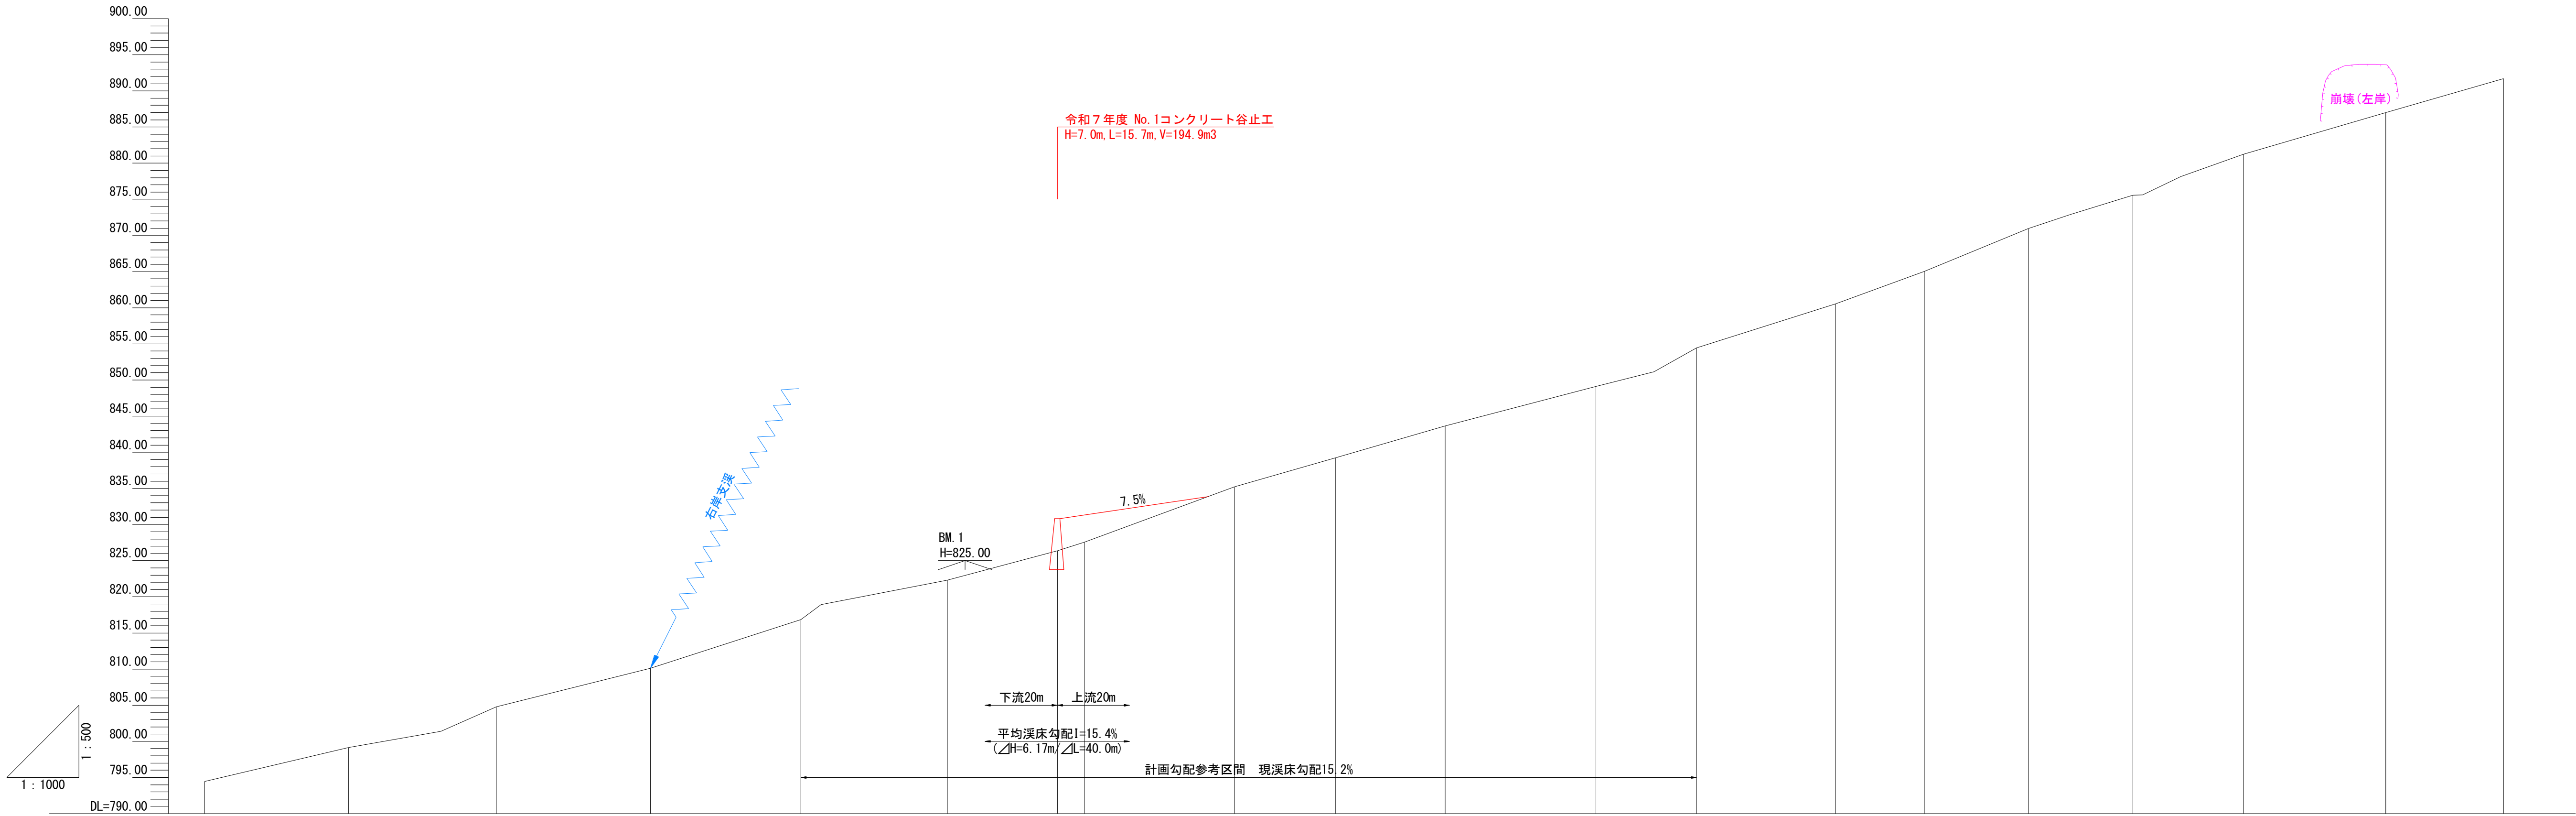 900.00
895.00
890.00
885.00
880.00
875.00
870.00
865.00
860.00
855.00
850.00
845.00
840.00
835.00
830.00
825.00
820.00
815.00
810.00
805.00
800.00
795.00
DL=790.00
1：500
1：1000
右岸支渓
BM.1
H=825.00
令和７年度 No.1コンクリート谷止工
H=7.0m,L=15.7m,V=194.9m3
7.5%
下流20m
上流20m
平均渓床勾配I=15.4%
(⊿H=6.17m/⊿L=40.0m)
計画勾配参考区間　現渓床勾配15.2%
崩壊(左岸)